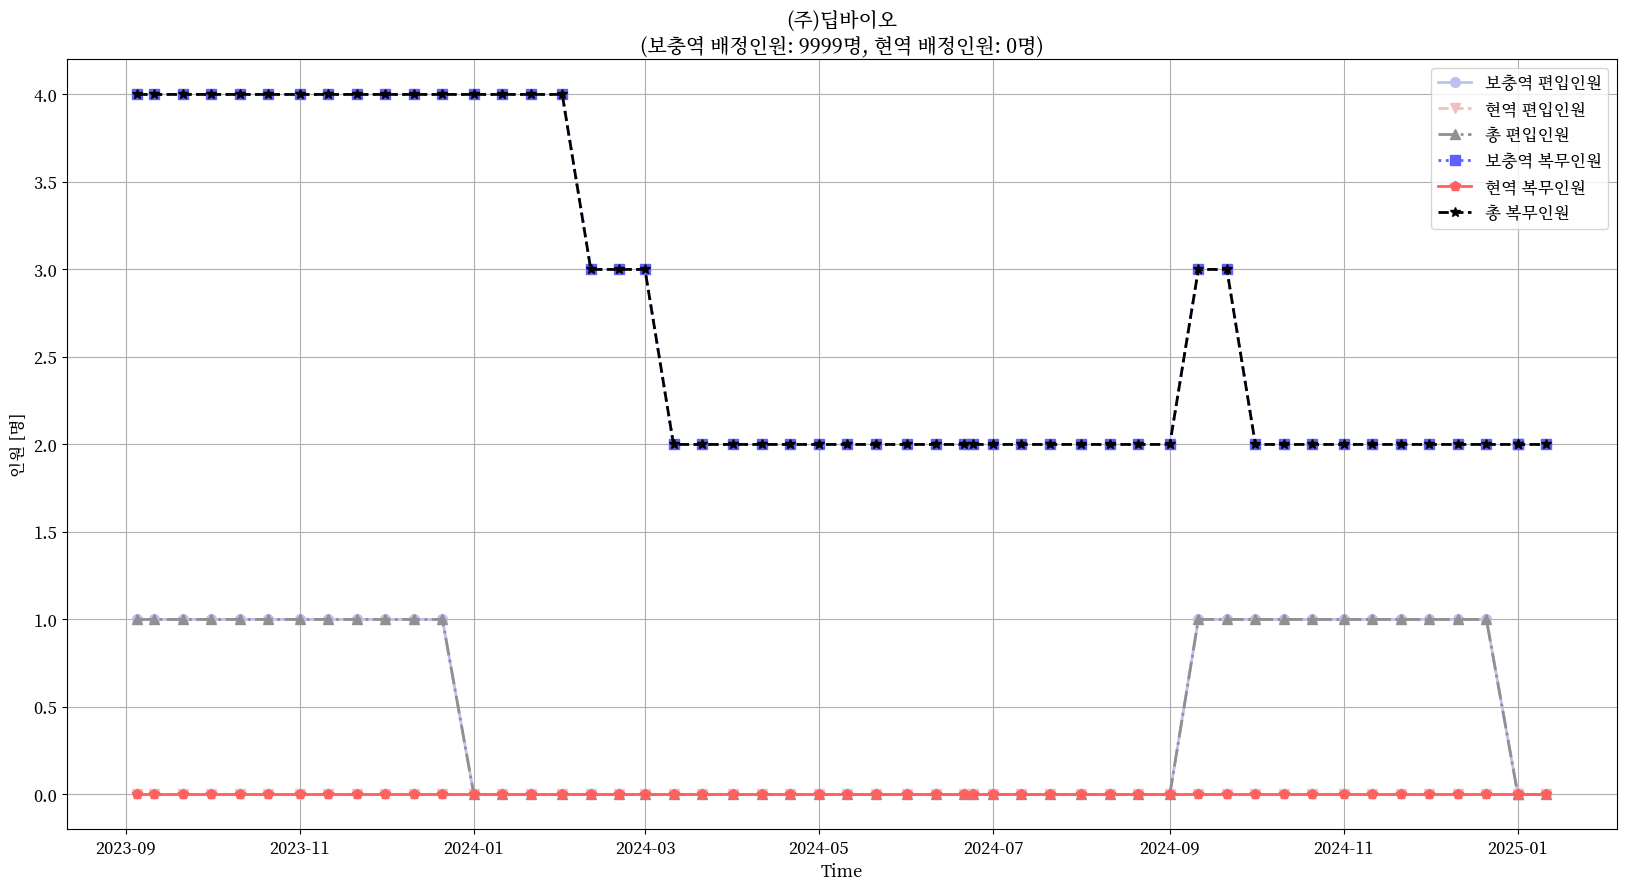 (주)딥바이오
(보충역 배정인원: 9999명, 현역 배정인원: 0명)
보충역 편입인원
현역 편입인원
총 편입인원
보충역 복무인원
현역 복무인원
총 복무인원
인원 [명]
4.0
3.5
3.0
2.5
2.0
1.5
1.0
0.5
0.0
2023-09 2023-11 2024-01 2024-03 2024-05 2024-07 2024-09 2024-11 2025-01
Time